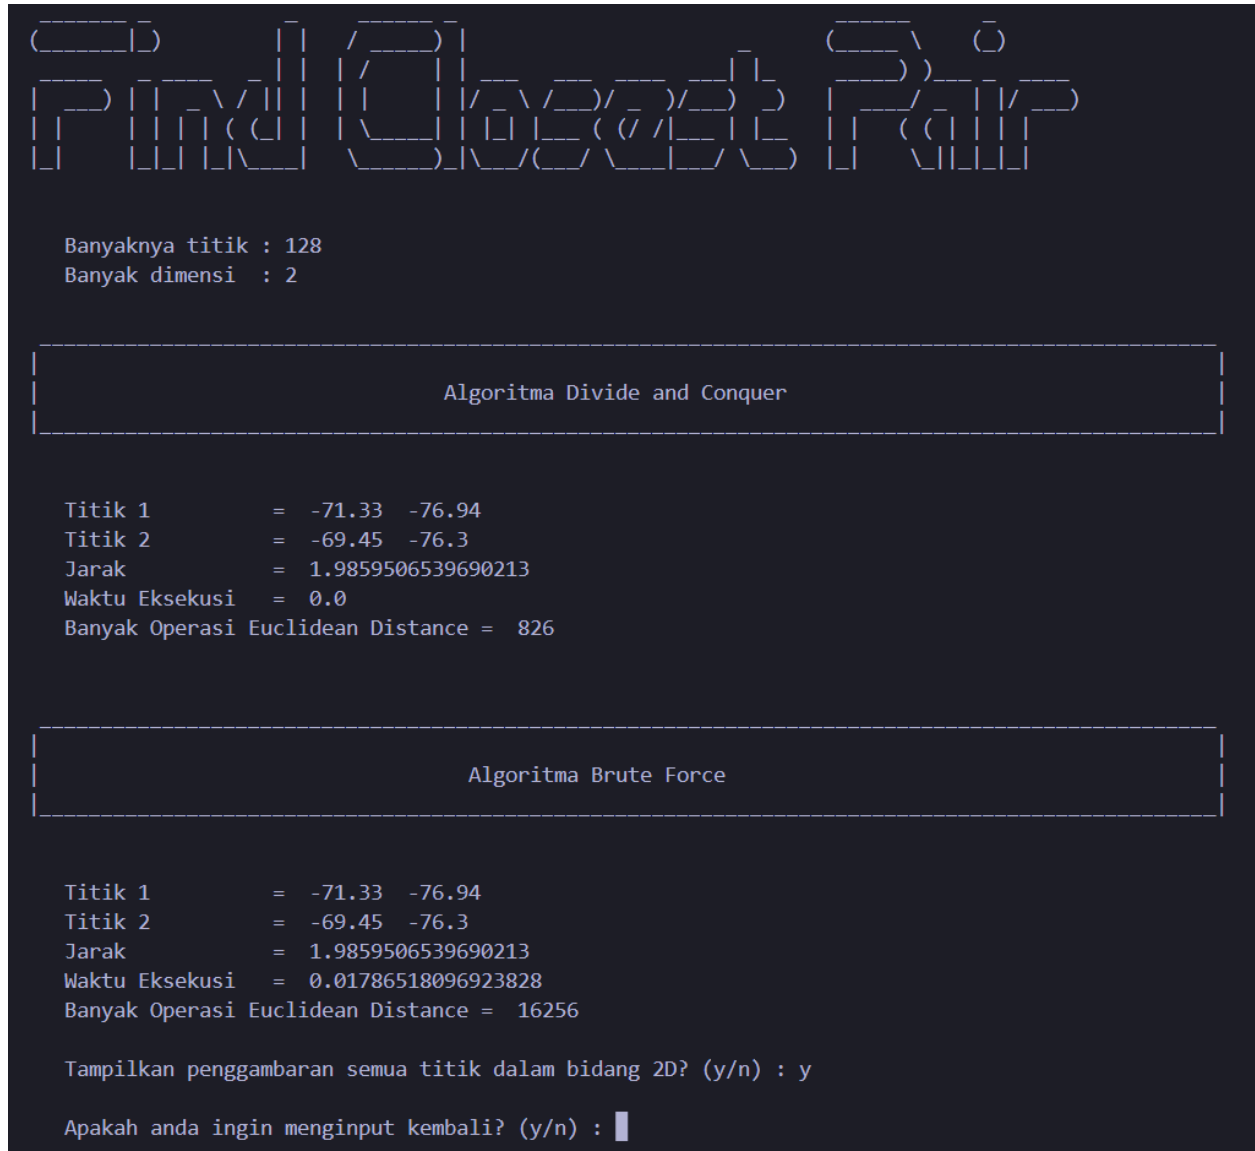 Find Closest Pair
Banyaknya titik : 128
Banyak dimensi : 2
Algoritma Divide and Conquer
Titik 1 = -71.33 -76.94
Titik 2 = -69.45 -76.3
Jarak = 1.9859506539690213
Waktu Eksekusi = 0.0
Banyak Operasi Euclidean Distance = 826
Algoritma Brute Force
Titik 1 = -71.33 -76.94
Titik 2 = -69.45 -76.3
Jarak = 1.9859506539690213
Waktu Eksekusi = 0.01786518096923828
Banyak Operasi Euclidean Distance = 16256
Tampilkan penggambaran semua titik dalam bidang 2D? (y/n) : y
Apakah anda ingin menginput kembali? (y/n) :